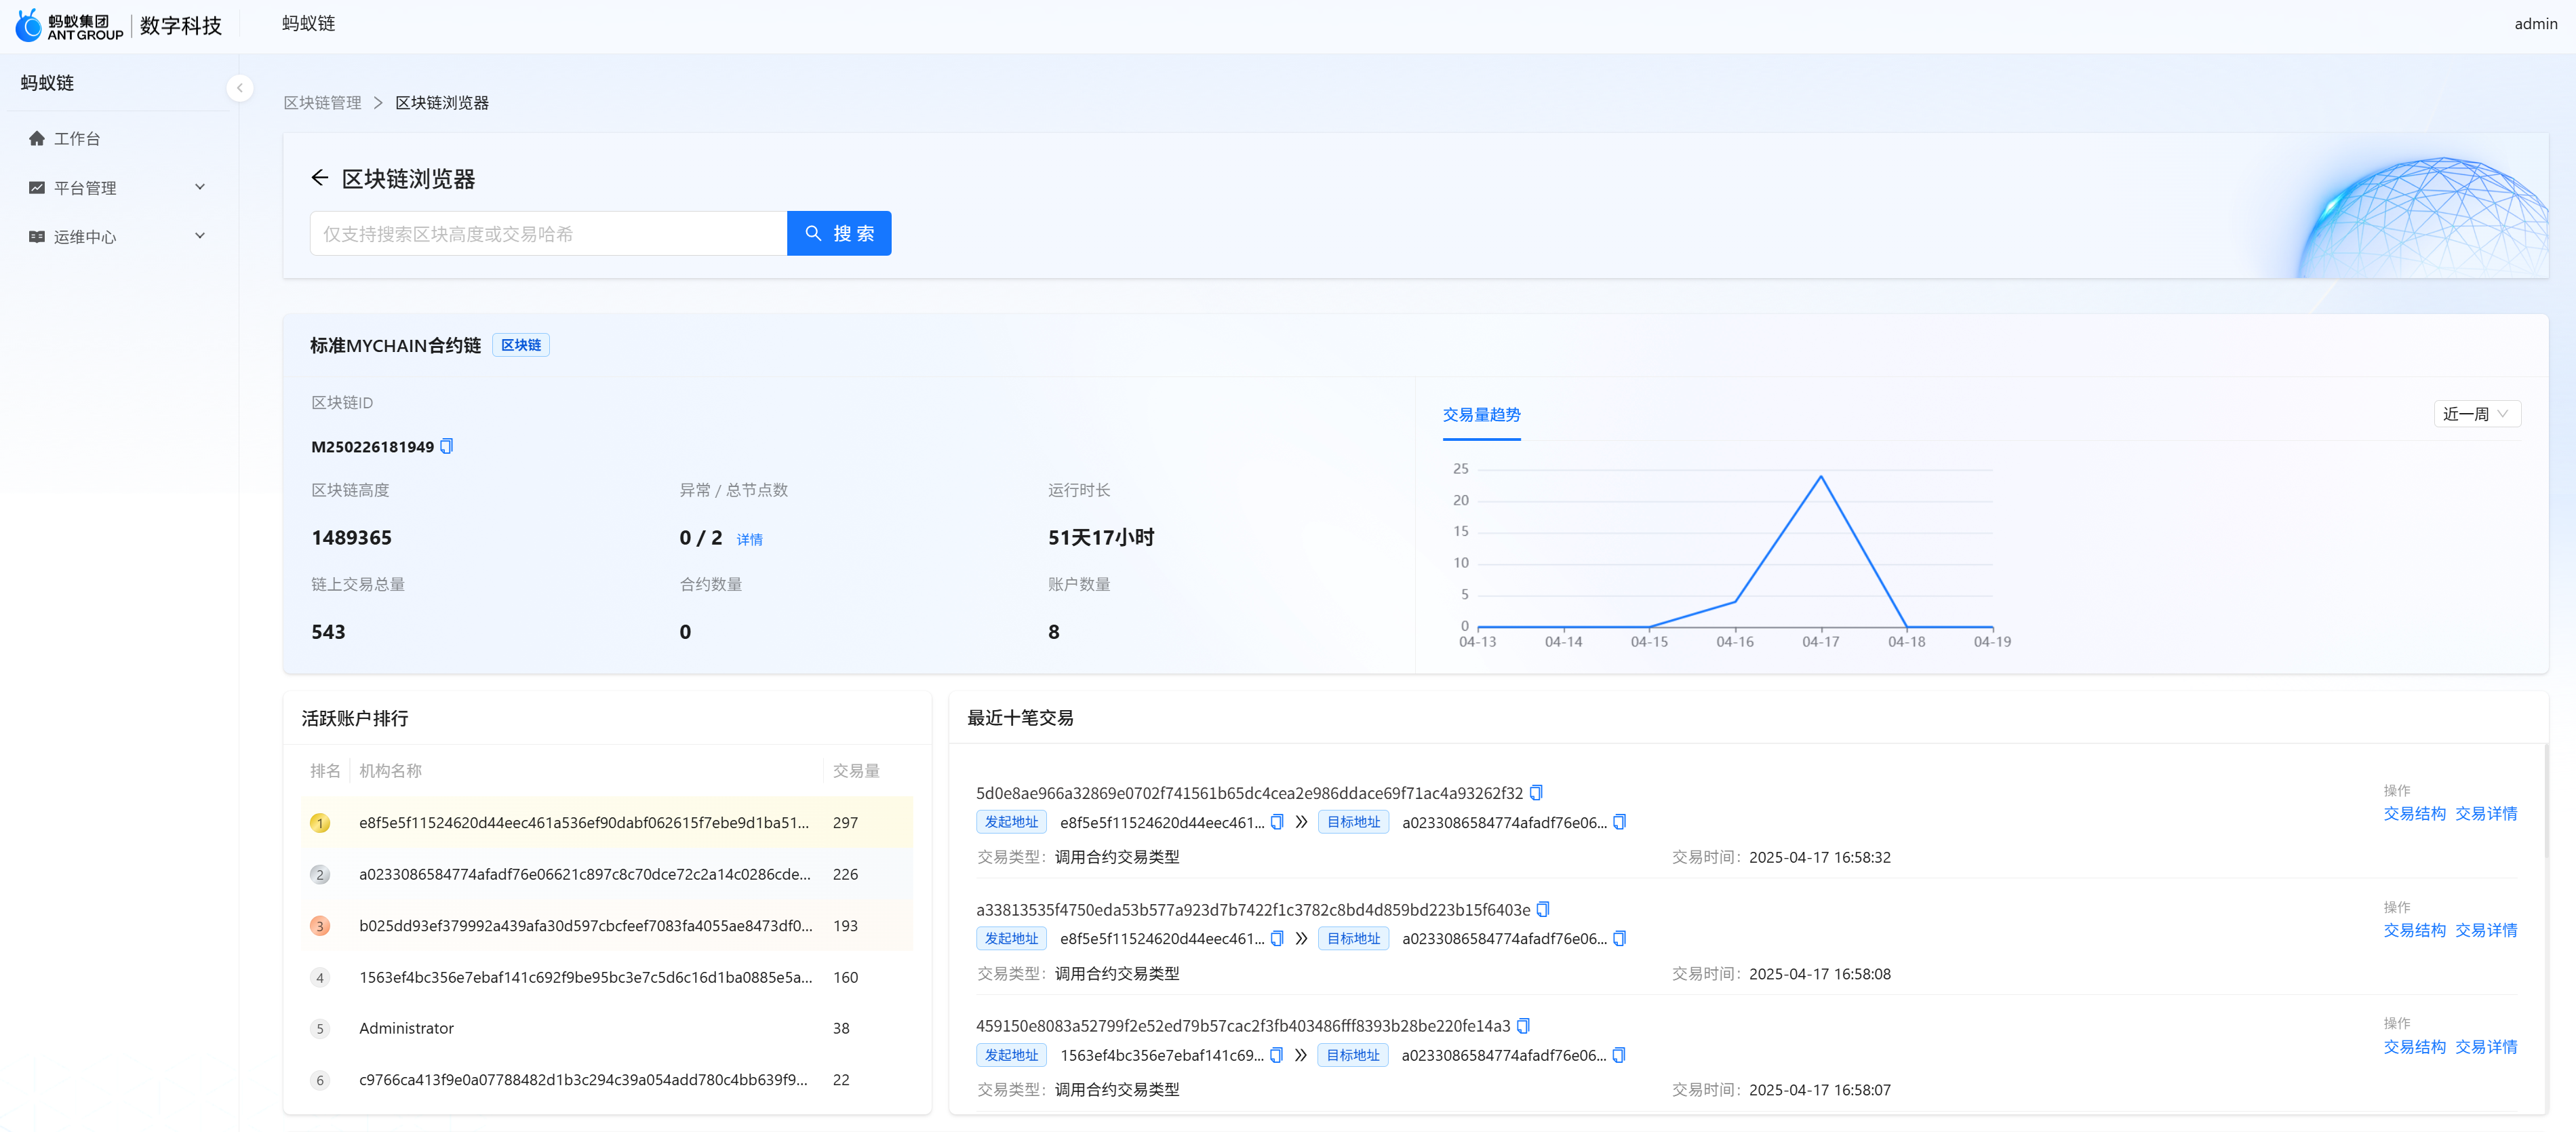 蚂蚁集团 ANT GROUP 数字科技 蚂蚁链 admin
蚂蚁链
工作台
平台管理
运维中心
区块链管理 > 区块链浏览器
区块链浏览器
仅支持搜索区块高度或交易哈希 搜 索
标准MYCHAIN合约链 区块链
区块链ID
M250226181949
区块链高度 异常 / 总节点数 运行时长
1489365 0 / 2 详情 51天17小时
链上交易总量 合约数量 账户数量
543 0 8
交易量趋势 近一周
25
20
15
10
5
0
04-13 04-14 04-15 04-16 04-17 04-18 04-19
活跃账户排行
排名 机构名称 交易量
1 e8f5e5f11524620d44eec461a536ef90dabf062615f7ebe9d1ba51... 297
2 a0233086584774afadf76e06621c897c8c70dce72c2a14c0286cde... 226
3 b025dd93ef379992a439afa30d597cbcfeef7083fa4055ae8473df0... 193
4 1563ef4bc356e7ebaf141c692f9be95bc3e7c5d6c16d1ba0885e5a... 160
5 Administrator 38
6 c9766ca413f9e0a07788482d1b3c294c39a054add780c4bb639f9... 22
最近十笔交易
5d0e8ae966a32869e0702f741561b65dc4cea2e986ddace69f71ac4a93262f32 操作
发起地址 e8f5e5f11524620d44eec461... 目标地址 a0233086584774afadf76e06... 交易结构 交易详情
交易类型： 调用合约交易类型 交易时间： 2025-04-17 16:58:32
a33813535f4750eda53b577a923d7b7422f1c3782c8bd4d859bd223b15f6403e 操作
发起地址 e8f5e5f11524620d44eec461... 目标地址 a0233086584774afadf76e06... 交易结构 交易详情
交易类型： 调用合约交易类型 交易时间： 2025-04-17 16:58:08
459150e8083a52799f2e52ed79b57cac2f3fb403486fff8393b28be220fe14a3 操作
发起地址 1563ef4bc356e7ebaf141c69... 目标地址 a0233086584774afadf76e06... 交易结构 交易详情
交易类型： 调用合约交易类型 交易时间： 2025-04-17 16:58:07